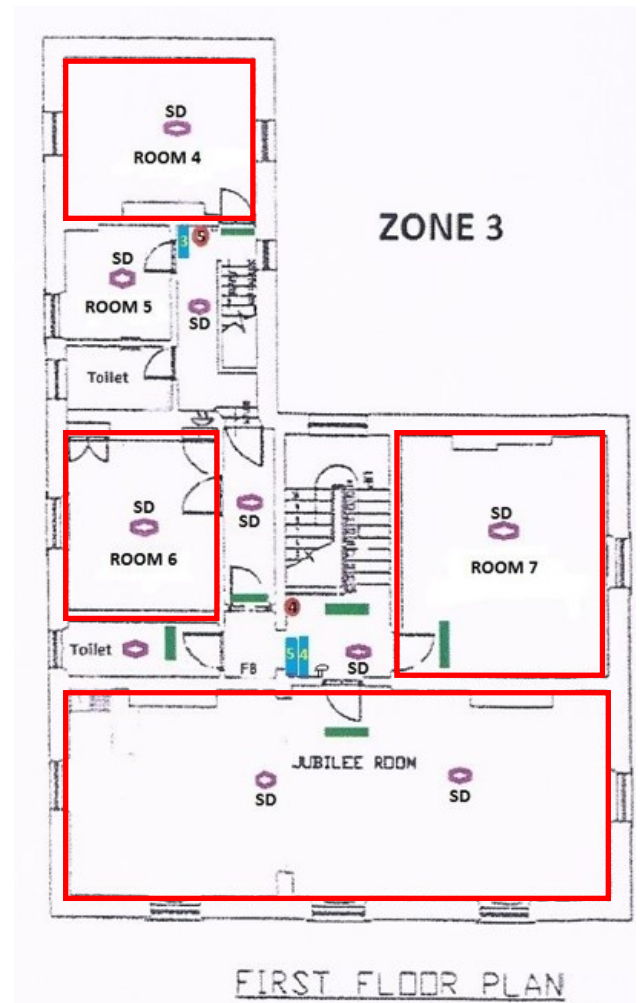 SD
ROOM 4
ZONE 3
3
5
SD
ROOM 5
SD
Toilet
SD
ROOM 6
SD
SD
ROOM 7
4
Toilet
FB
5
4
SD
JUBILEE ROOM
SD
SD
FIRST FLOOR PLAN